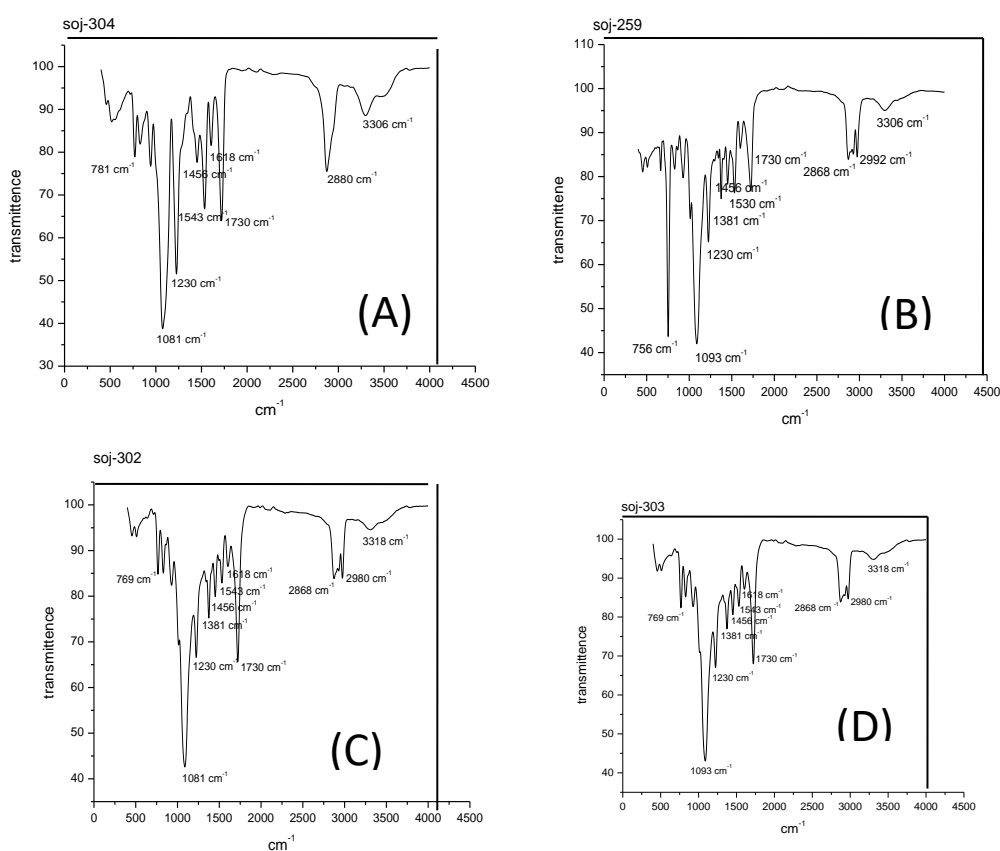 soj-304
transmittence
100
90
80
70
60
50
40
30
0
500
1000
1500
2000
2500
3000
3500
4000
4500
cm-1
781 cm-1
1081 cm-1
1230 cm-1
1456 cm-1
1543 cm-1
1618 cm-1
1730 cm-1
2880 cm-1
3306 cm-1
(A)
soj-259
transmittene
110
100
90
80
70
60
50
40
0
500
1000
1500
2000
2500
3000
3500
4000
4500
cm-1
756 cm-1
1093 cm-1
1230 cm-1
1381 cm-1
1456 cm-1
1530 cm-1
1730 cm-1
2868 cm-1
2992 cm-1
3306 cm-1
(B)
soj-302
transmittence
100
90
80
70
60
50
40
0
500
1000
1500
2000
2500
3000
3500
4000
4500
cm-1
769 cm-1
1081 cm-1
1230 cm-1
1381 cm-1
1456 cm-1
1543 cm-1
1618 cm-1
1730 cm-1
2868 cm-1
2980 cm-1
3318 cm-1
(C)
soj-303
transmittence
100
90
80
70
60
50
40
0
500
1000
1500
2000
2500
3000
3500
4000
4500
cm-1
769 cm-1
1093 cm-1
1230 cm-1
1381 cm-1
1456 cm-1
1543 cm-1
1618 cm-1
1730 cm-1
2868 cm-1
2980 cm-1
3318 cm-1
(D)